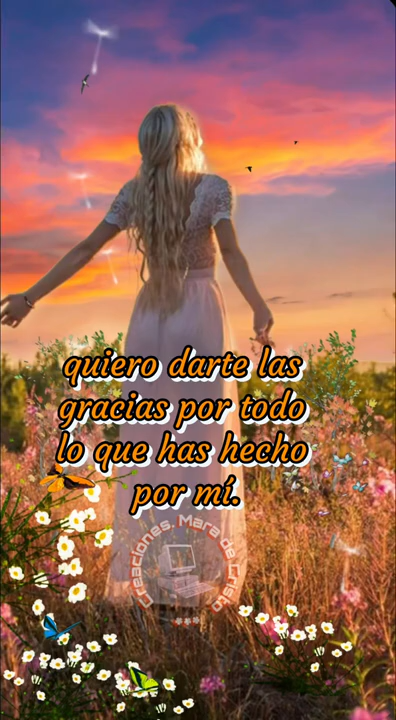 quiero darte las
gracias por todo
lo que has hecho
por mí.
Creaciones, Mara de Cristo